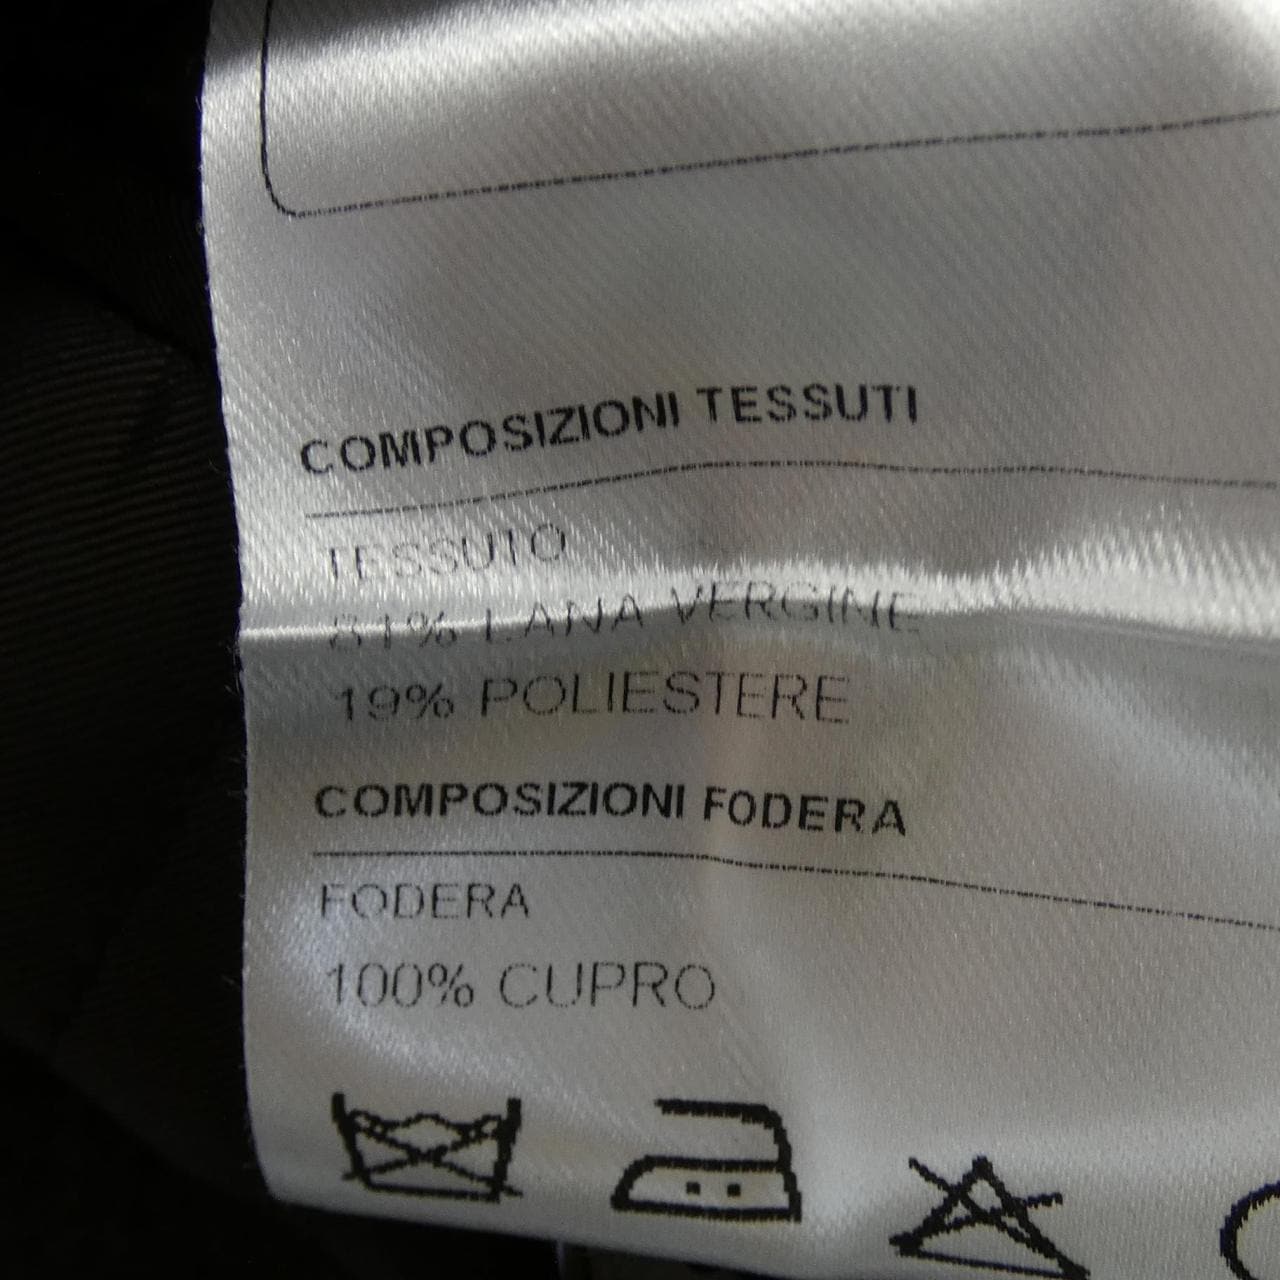 COMPOSIZIONI TESSUTI
TESSUTO
81% LANA VERGINE
19% POLIESTERE
COMPOSIZIONI FODERA
FODERA
100% CUPRO